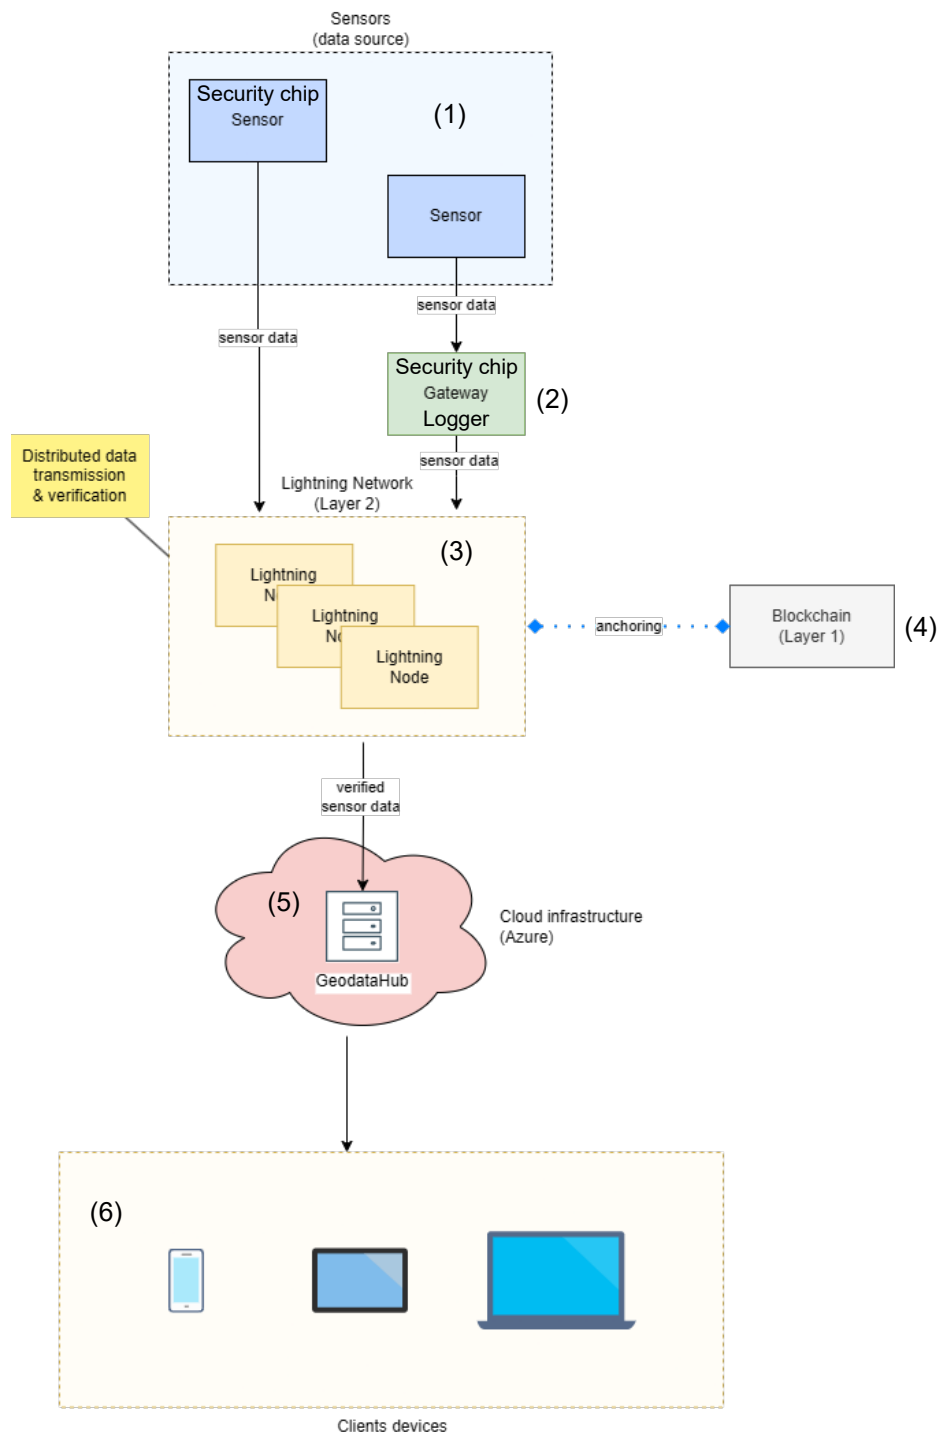 Sensors
(data source)
Security chip
Sensor
(1)
Sensor
sensor data
sensor data
Security chip
Gateway
Logger
(2)
sensor data
Distributed data
transmission
& verification
Lightning Network
(Layer 2)
(3)
Lightning
No
Lightning
No
Lightning
Node
anchoring
Blockchain
(Layer 1)
(4)
verified
sensor data
(5)
GeodataHub
Cloud infrastructure
(Azure)
(6)
Clients devices